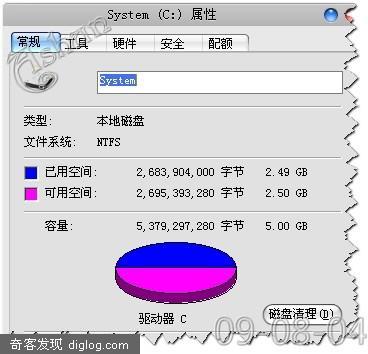 System (C:) 属性
常规 工具 硬件 安全 配额
System
类型: 本地磁盘
文件系统: NTFS
已用空间: 2,683,904,000 字节 2.49 GB
可用空间: 2,695,393,280 字节 2.50 GB
容量: 5,379,297,280 字节 5.00 GB
驱动器 C
磁盘清理(D)
09-08-04
奇客发现 diglog.com